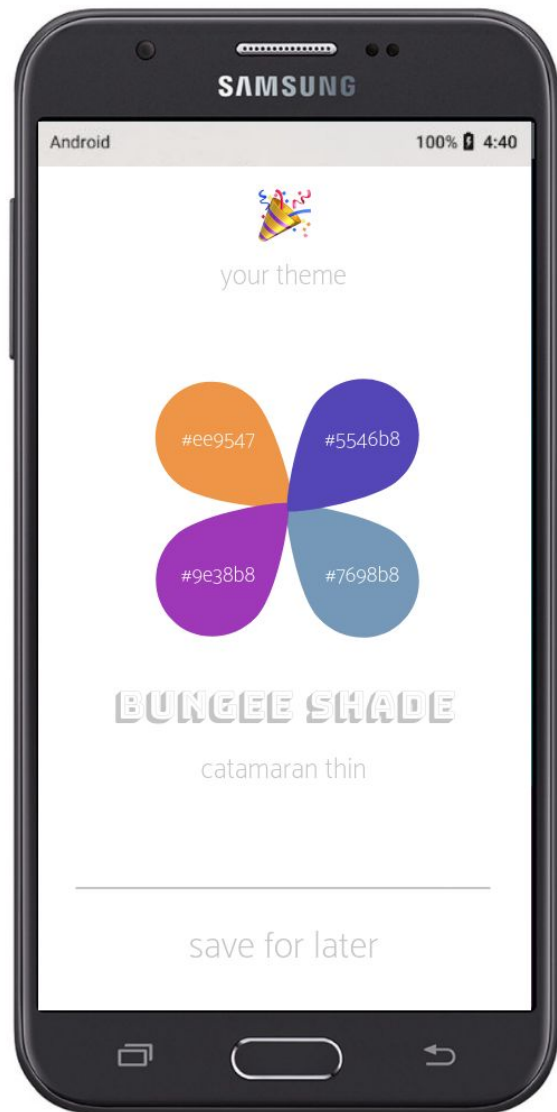 SAMSUNG
Android 100% 4:40
your theme
#ee9547 #5546b8
#9e38b8 #7698b8
BUNGEE SHADE
catamaran thin
save for later